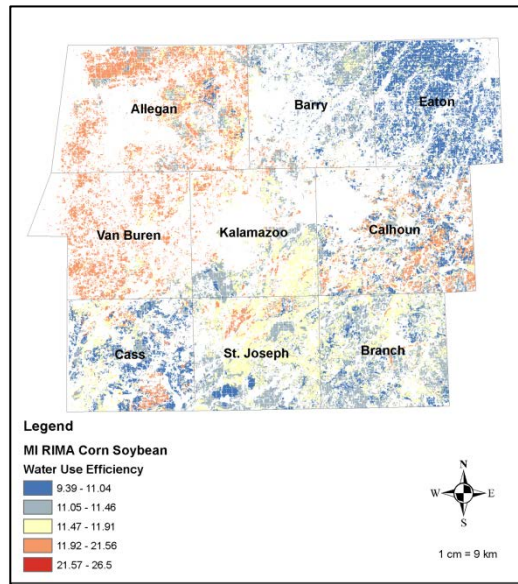 Allegan
Barry
Eaton
Van Buren
Kalamazoo
Calhoun
Cass
St. Joseph
Branch
Legend
MI RIMA Corn Soybean
Water Use Efficiency
9.39 - 11.04
11.05 - 11.46
11.47 - 11.91
11.92 - 21.56
21.57 - 26.5
N
W E
S
1 cm = 9 km